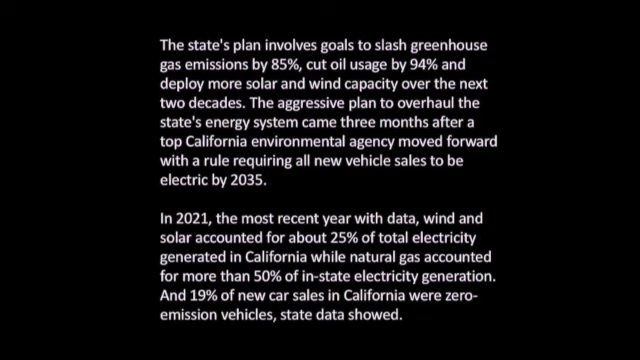 The state's plan involves goals to slash greenhouse
gas emissions by 85%, cut oil usage by 94% and
deploy more solar and wind capacity over the next
two decades. The aggressive plan to overhaul the
state's energy system came three months after a
top California environmental agency moved forward
with a rule requiring all new vehicle sales to be
electric by 2035.
In 2021, the most recent year with data, wind and
solar accounted for about 25% of total electricity
generated in California while natural gas accounted
for more than 50% of in-state electricity generation.
And 19% of new car sales in California were zero-
emission vehicles, state data showed.